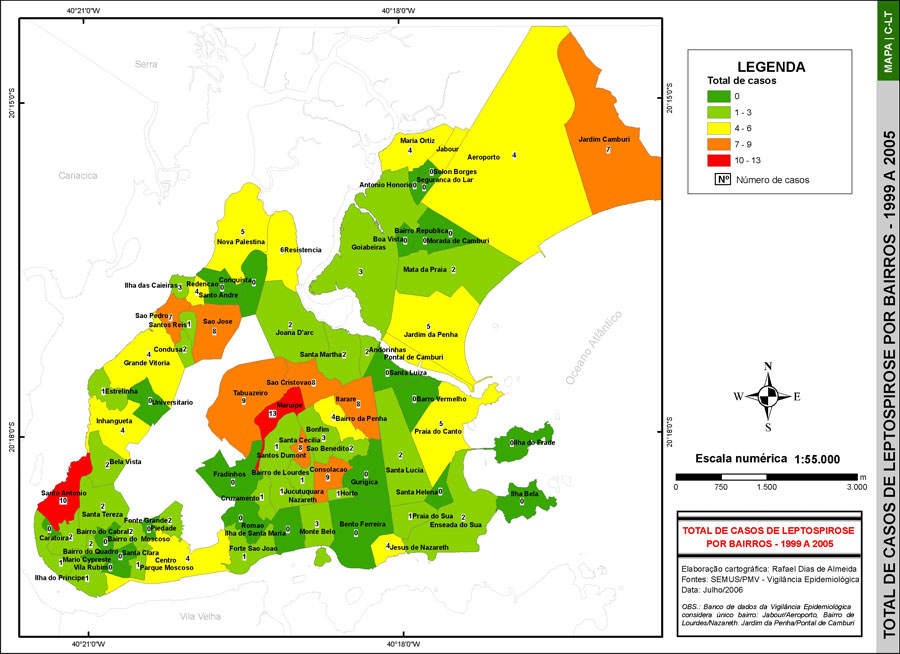 40°21'0"W
40°18'0"W
MAPA | C-LT
TOTAL DE CASOS DE LEPTOSPIROSE POR BAIRROS - 1999 A 2005
20°15'0"S
20°15'0"S
20°18'0"S
20°18'0"S
Serra
Cariacica
Oceano Atlântico
Vila Velha
LEGENDA
Total de casos
0
1 - 3
4 - 6
7 - 9
10 - 13
Nº Número de casos
Maria Ortiz
4
Jabour
Aeroporto 4
Jardim Camburi
7
0 Solon Borges
Seguranca do Lar
0
Antonio Honorio 0
Bairro Republica 0
Boa Vista 0
0 Morada de Camburi
Goiabeiras
3
Mata da Praia 2
5
Nova Palestina
6 Resistencia
Conquista 0
Ilha das Caieiras 3
Redencao
4
0
Santo Andre
Sao Pedro 7
Santos Reis 1
Sao Jose
8
Condusa 2
4
Grande Vitoria
2
Joana D'arc
Santa Martha 2
2 Andorinhas
5
Jardim da Penha
Pontal de Camburi
0 Santa Luiza
1 Estrelinha
0 Universitario
Inhangueta
4
Sao Cristovao 8
Tabuazeiro
9
Maruipe
13
Itarare
8
4 Bairro da Penha
0 Barro Vermelho
5
Praia do Canto
0 Ilha do Frade
Bonfim
3
Santa Cecilia
8
Sao Benedito 2
1
Santos Dumont
2 Bela Vista
Santo Antonio
10
Fradinhos
0
Bairro de Lourdes 1
Consolacao
9
0
Gurigica
2
Santa Lucia
Cruzamento 1
1 Jucutuquara
Nazareth
1 Horto
Santa Helena 0
Ilha Bela
0
2
Santa Tereza
Fonte Grande 2
0 Piedade
0
Caratoira 2
Bairro do Cabral 2
2
0
Bairro do Moscoso
Bairro do Quadro
0 Santa Clara
1
Mario Cypreste
Vila Rubim 0
1
Parque Moscoso
Centro 4
Ilha do Principe 1
0
Romao
0
Ilha de Santa Maria
3
Monte Belo
Bento Ferreira
0
1 Praia do Sua
2
Enseada do Sua
Forte Sao Joao
1
4 Jesus de Nazareth
N
W E
S
Escala numérica 1:55.000
0 750 1.500 3.000 m
TOTAL DE CASOS DE LEPTOSPIROSE
POR BAIRROS - 1999 A 2005
Elaboração cartográfica: Rafael Dias de Almeida
Fontes: SEMUS/PMV - Vigilância Epidemiológica
Data: Julho/2006
OBS.: Banco de dados da Vigilância Epidemiológica
considera único bairro: Jabour/Aeroporto, Bairro de
Lourdes/Nazareth. Jardim da Penha/Pontal de Camburi
40°21'0"W
40°18'0"W